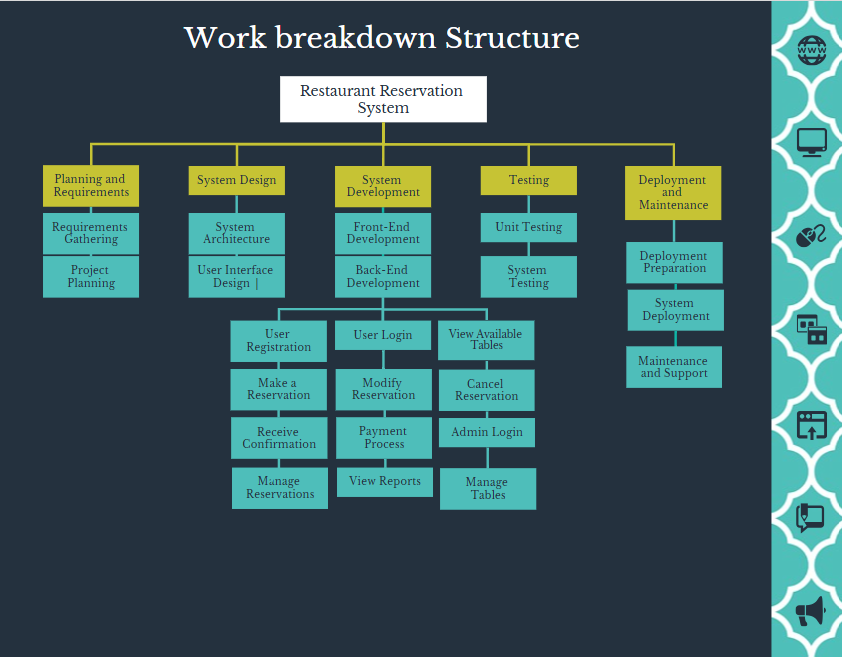 Work breakdown Structure
Restaurant Reservation
System
Planning and
Requirements
System Design
System
Development
Testing
Deployment
and
Maintenance
Requirements
Gathering
System
Architecture
Front-End
Development
Unit Testing
Deployment
Preparation
Project
Planning
User Interface
Design |
Back-End
Development
System
Testing
System
Deployment
Maintenance
and Support
User
Registration
User Login
View Available
Tables
Make a
Reservation
Modify
Reservation
Cancel
Reservation
Receive
Confirmation
Payment
Process
Admin Login
Manage
Reservations
View Reports
Manage
Tables
WWW